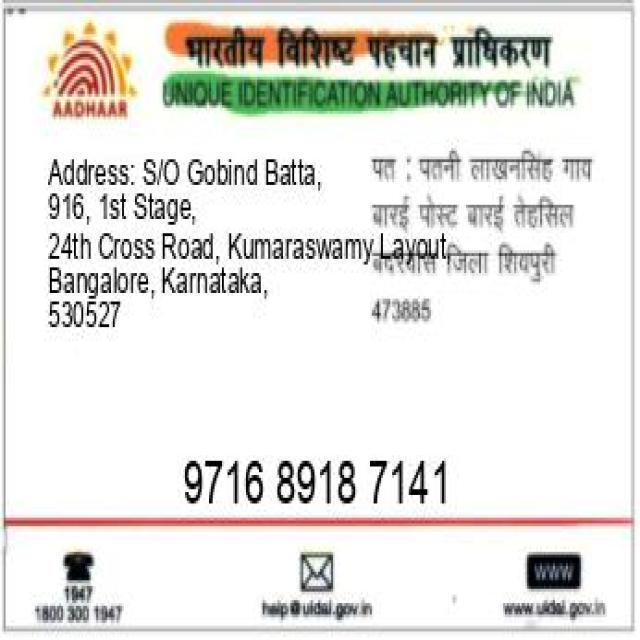 भारतीय विशिष्ट पहचान प्राधिकरण
AADHAAR
UNIQUE IDENTIFICATION AUTHORITY OF INDIA
Address: S/O Gobind Batta,
916, 1st Stage,
24th Cross Road, Kumaraswamy Layout,
Bangalore, Karnataka,
530527
पत : पतनी लाखनसिंह गाय
बारई पोस्ट बारई तेहसिल
बदरवास जिला शिवपुरी
473885
9716 8918 7141
1947
1800 300 1947
help@uidai.gov.in
WWW
www.uidai.gov.in